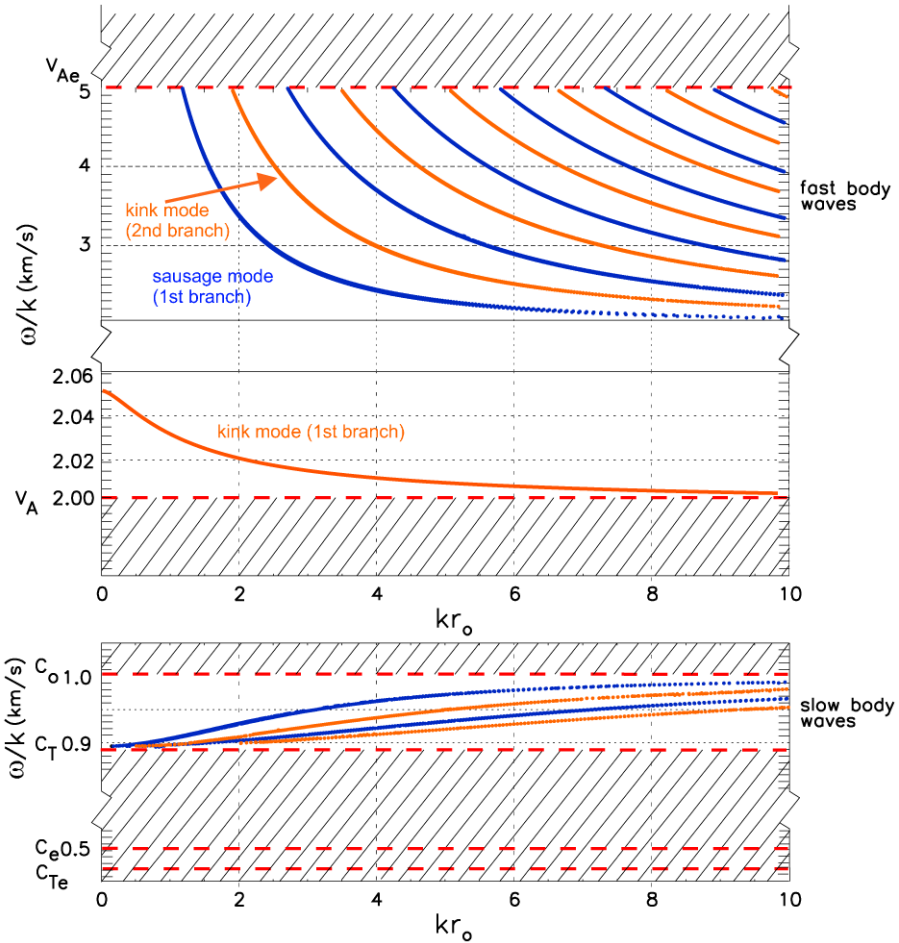 V_Ae
5
4
3
ω/k (km/s)
kink mode
(2nd branch)
sausage mode
(1st branch)
fast body
waves
2.06
2.04
2.02
2.00
V_A
kink mode (1st branch)
0 2 4 6 8 10
kr_o
ω/k (km/s)
C_o 1.0
C_T 0.9
C_e 0.5
C_Te
slow body
waves
0 2 4 6 8 10
kr_o